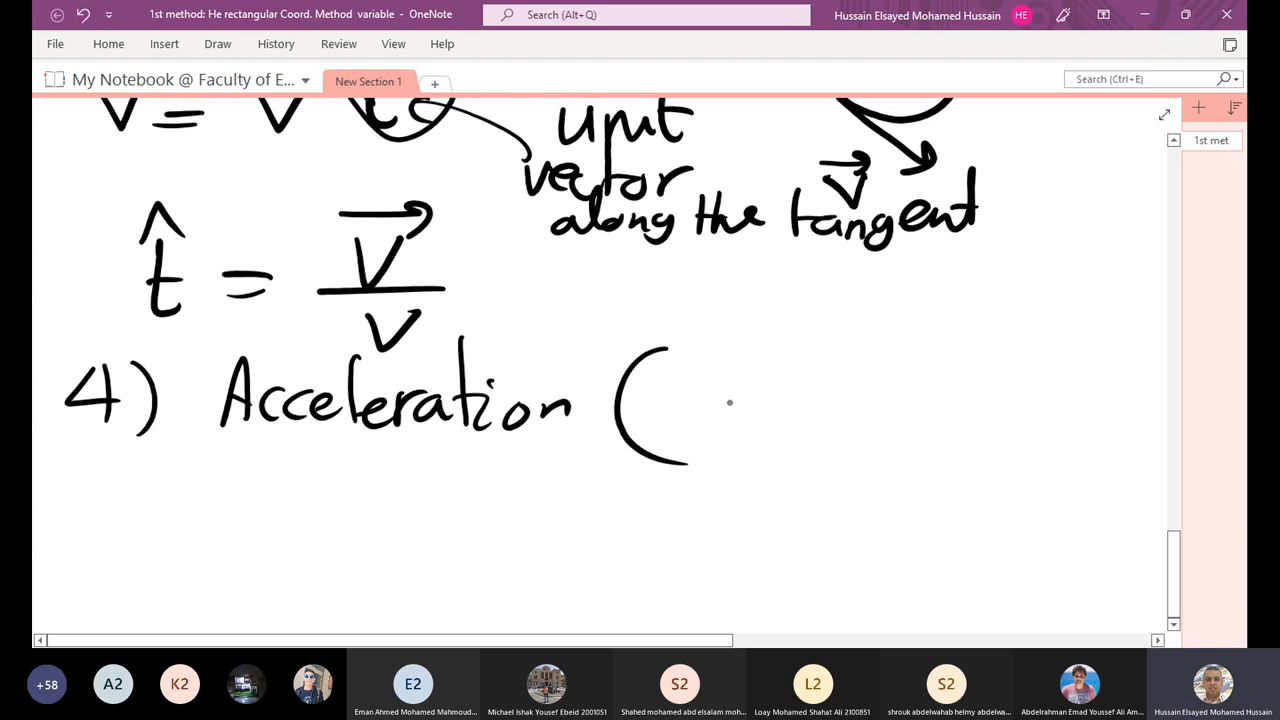 1st method: He rectangular Coord. Method variable - OneNote
Search (Alt+Q)
Hussain Elsayed Mohamed Hussain
HE
File Home Insert Draw History Review View Help
My Notebook @ Faculty of E...
New Section 1
Search (Ctrl+E)
1st met
V = V t
unit
vector
along the tangent
V
t̂ = V⃗ / V
4) Acceleration (
+58
A2
K2
E2
S2
L2
S2
Eman Ahmed Mohamed Mahmoud...
Michael Ishak Yousef Ebeid 2001051
Shahed mohamed abd elsalam moh...
Loay Mohamed Shahat Ali 2100851
shrouk abdelwahab helmy abdelwa...
Abdelrahman Emad Youssef Ali Am...
Hussain Elsayed Mohamed Hussain